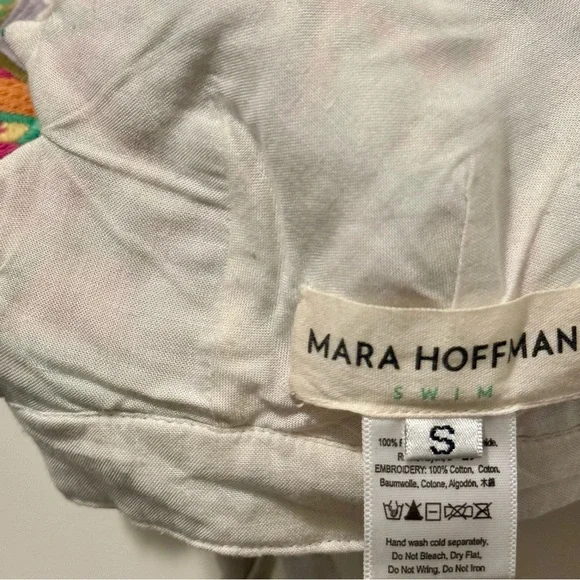 MARA HOFFMAN
SWIM
S
100%
EMBROIDERY: 100% Cotton, Coton,
Baumwolle, Cotone, Algodón, 木綿
Hand wash cold separately,
Do Not Bleach, Dry Flat,
Do Not Wring, Do Not Iron